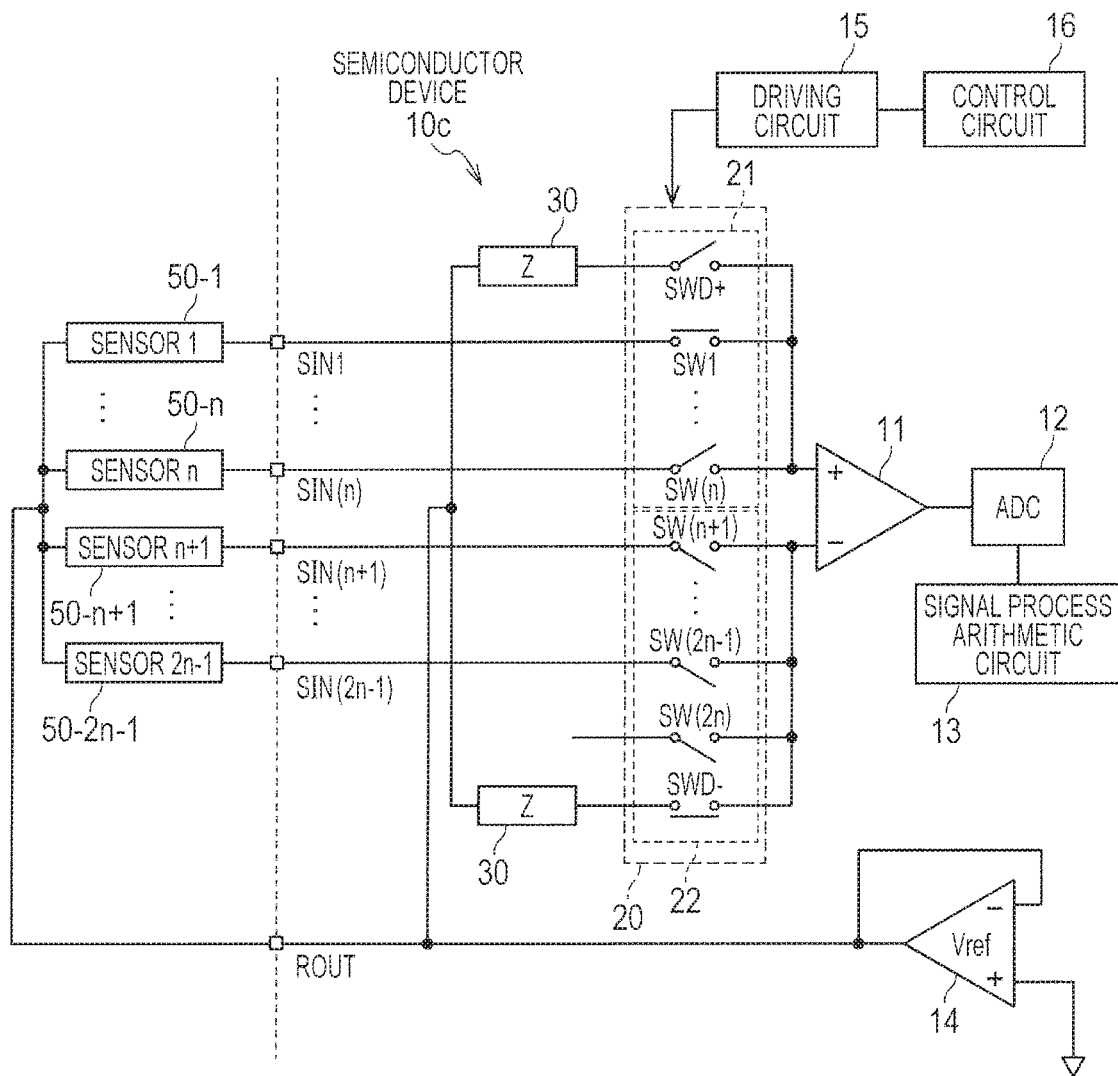 15
16
SEMICONDUCTOR
DEVICE
10c
DRIVING
CIRCUIT
CONTROL
CIRCUIT
21
30
Z
SWD+
50-1
SENSOR 1
SIN1
SW1
50-n
SENSOR n
SIN(n)
SW(n)
11
+
−
12
ADC
SENSOR n+1
SIN(n+1)
SW(n+1)
50-n+1
SIGNAL PROCESS
ARITHMETIC
CIRCUIT
13
SENSOR 2n-1
SIN(2n-1)
SW(2n-1)
50-2n-1
SW(2n)
SWD-
Z
30
20
22
−
Vref
+
14
ROUT